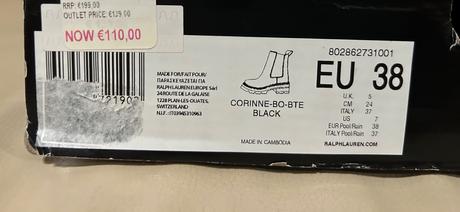 RRP: €199,00
OUTLET PRICE: €139,00
NOW €110,00
802862731001
EU 38
MADE FOR/FAIT POUR/
ΠΑΡΑΣΚΕΥΑΖΕΤΑΙ ΓΙΑ
RALPH LAUREN EUROPE Sàrl
24 ROUTE DE LA GALAISE
1228 PLAN-LES-OUATES,
SWITZERLAND
N.I.F.: IT03945310963
CORINNE-BO-BTE
BLACK
MADE IN: CAMBODIA
U.K. 5
CM 24
ITALY 37
US 7
EUR Pool/Rain 38
ITALY Pool/Rain 37
RALPHLAUREN.COM